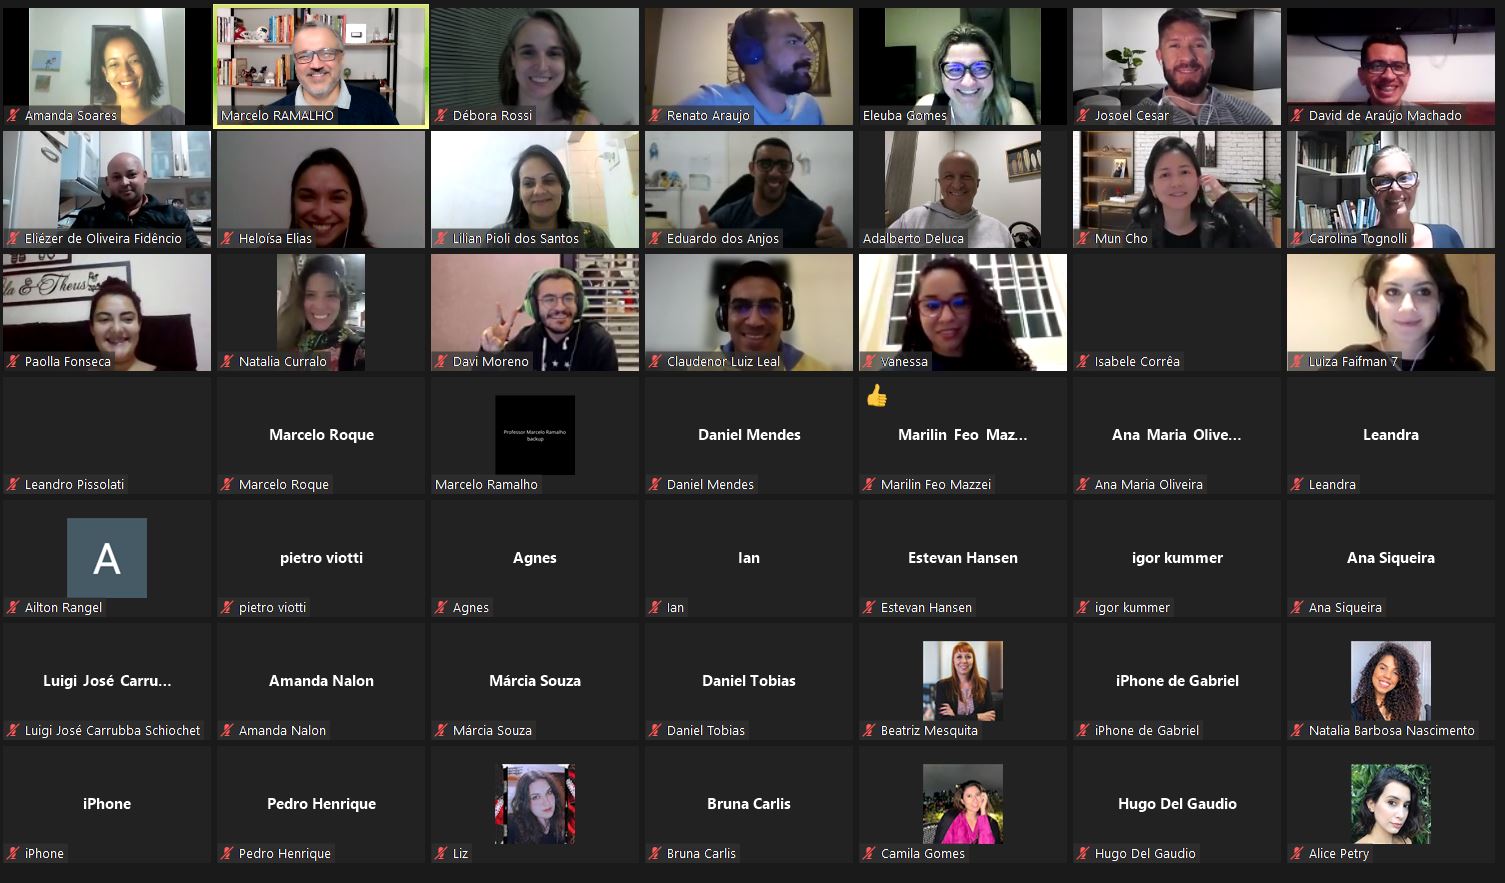 Amanda Soares
Marcelo RAMALHO
Débora Rossi
Renato Araujo
Eleuba Gomes
Josoel Cesar
David de Araújo Machado
Eliézer de Oliveira Fidêncio
Heloísa Elias
Lilian Pioli dos Santos
Eduardo dos Anjos
Adalberto Deluca
Mun Cho
Carolina Tognolli
la & Theus
Paolla Fonseca
Natalia Curralo
Davi Moreno
Claudenor Luiz Leal
Vanessa
Isabele Corrêa
Luiza Faifman 7
Leandro Pissolati
Marcelo Roque
Marcelo Roque
Professor Marcelo Ramalho
backup
Marcelo Ramalho
Daniel Mendes
Daniel Mendes
Marilin Feo Maz...
Marilin Feo Mazzei
Ana Maria Olive...
Ana Maria Oliveira
Leandra
Leandra
A
Ailton Rangel
pietro viotti
pietro viotti
Agnes
Agnes
Ian
Ian
Estevan Hansen
Estevan Hansen
igor kummer
igor kummer
Ana Siqueira
Ana Siqueira
Luigi José Carru...
Luigi José Carrubba Schiochet
Amanda Nalon
Amanda Nalon
Márcia Souza
Márcia Souza
Daniel Tobias
Daniel Tobias
Beatriz Mesquita
iPhone de Gabriel
iPhone de Gabriel
Natalia Barbosa Nascimento
iPhone
iPhone
Pedro Henrique
Pedro Henrique
Liz
Bruna Carlis
Bruna Carlis
Camila Gomes
Hugo Del Gaudio
Hugo Del Gaudio
Alice Petry